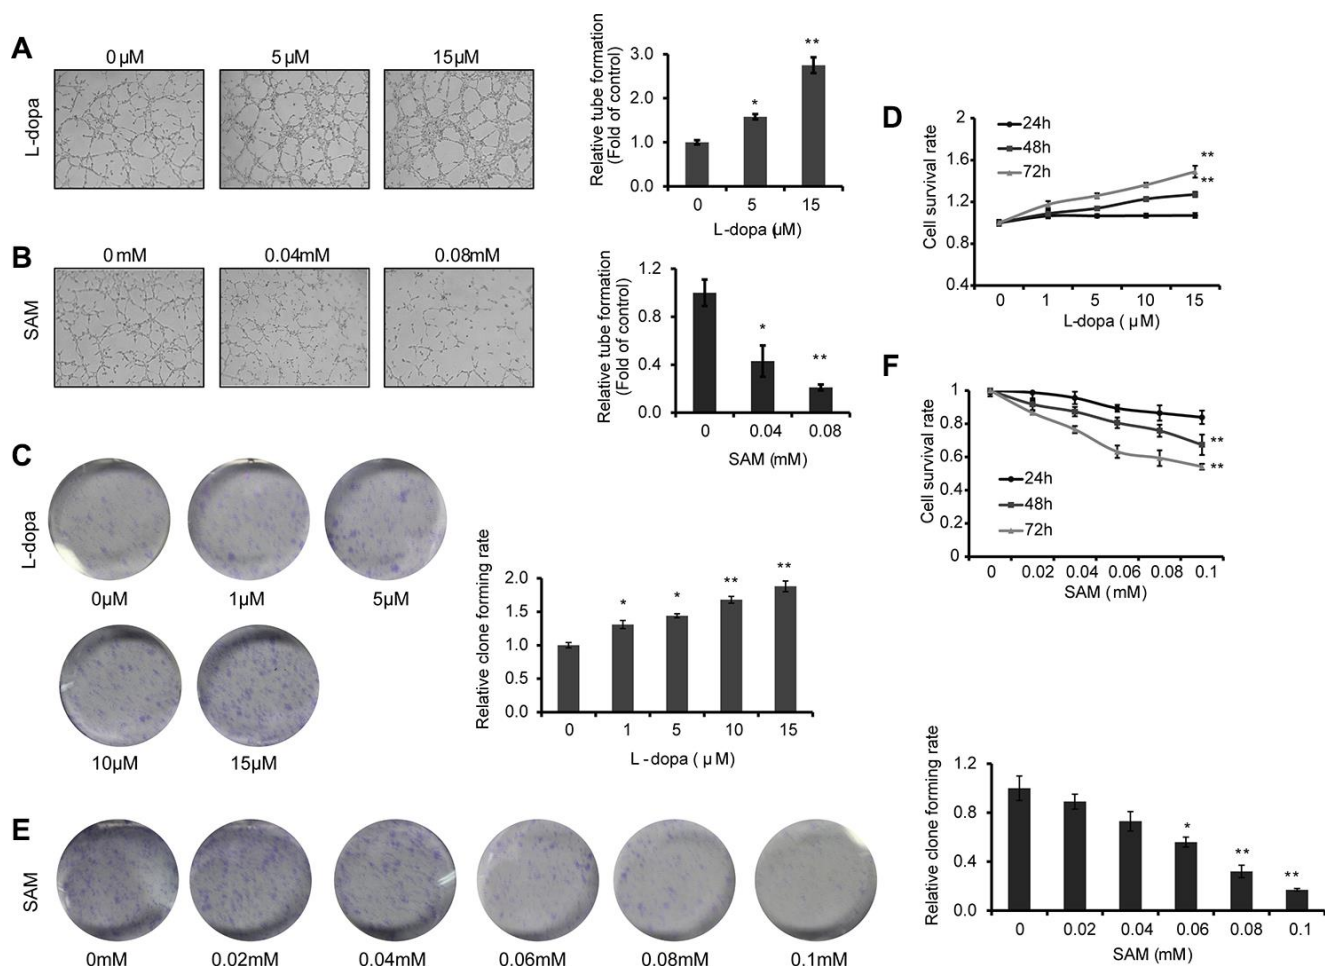 A
0 µM 5 µM 15 µM
L-dopa
Relative tube formation
(Fold of control)
3.0
2.0
1.0
0.0
* **
0 5 15
L-dopa (µM)
B
0 mM 0.04mM 0.08mM
SAM
Relative tube formation
(Fold of control)
1.2
0.8
0.4
0.0
* **
0 0.04 0.08
SAM (mM)
C
L-dopa
0µM 1µM 5µM
10µM 15µM
Relative clone forming rate
2.0
1.5
1.0
0.5
0.0
* * ** **
0 1 5 10 15
L-dopa ( µM )
D
Cell survival rate
2
1.6
1.2
0.8
0.4
24h
48h
72h
**
**
0 1 5 10 15
L-dopa ( µM)
F
Cell survival rate
1
0.8
0.6
0.4
0.2
0
24h
48h
72h
**
**
0 0.02 0.04 0.06 0.08 0.1
SAM ( mM)
E
SAM
0mM 0.02mM 0.04mM 0.06mM 0.08mM 0.1mM
Relative clone forming rate
1.2
0.8
0.4
0.0
* ** **
0 0.02 0.04 0.06 0.08 0.1
SAM (mM)